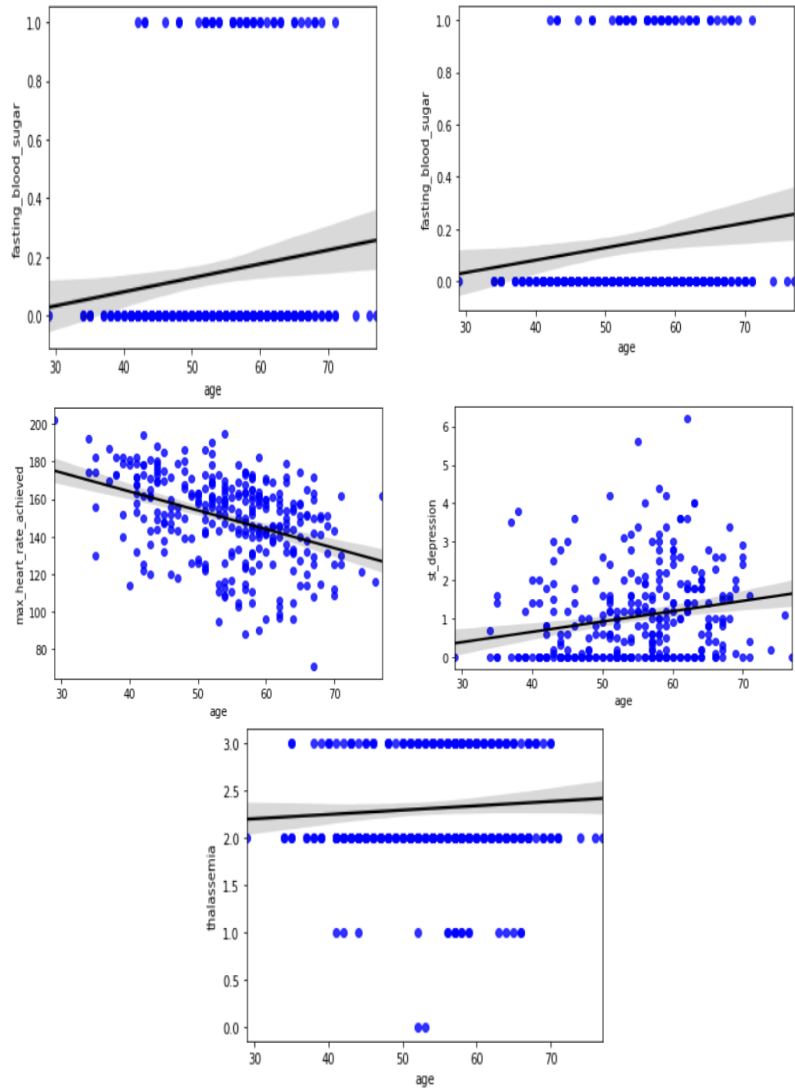 1.0
0.8
0.6
0.4
0.2
0.0
fasting_blood_sugar
30 40 50 60 70
age
1.0
0.8
0.6
0.4
0.2
0.0
fasting_blood_sugar
30 40 50 60 70
age
200
180
160
140
120
100
80
max_heart_rate_achieved
30 40 50 60 70
age
6
5
4
3
2
1
0
st_depression
30 40 50 60 70
age
3.0
2.5
2.0
1.5
1.0
0.5
0.0
thalassemia
30 40 50 60 70
age